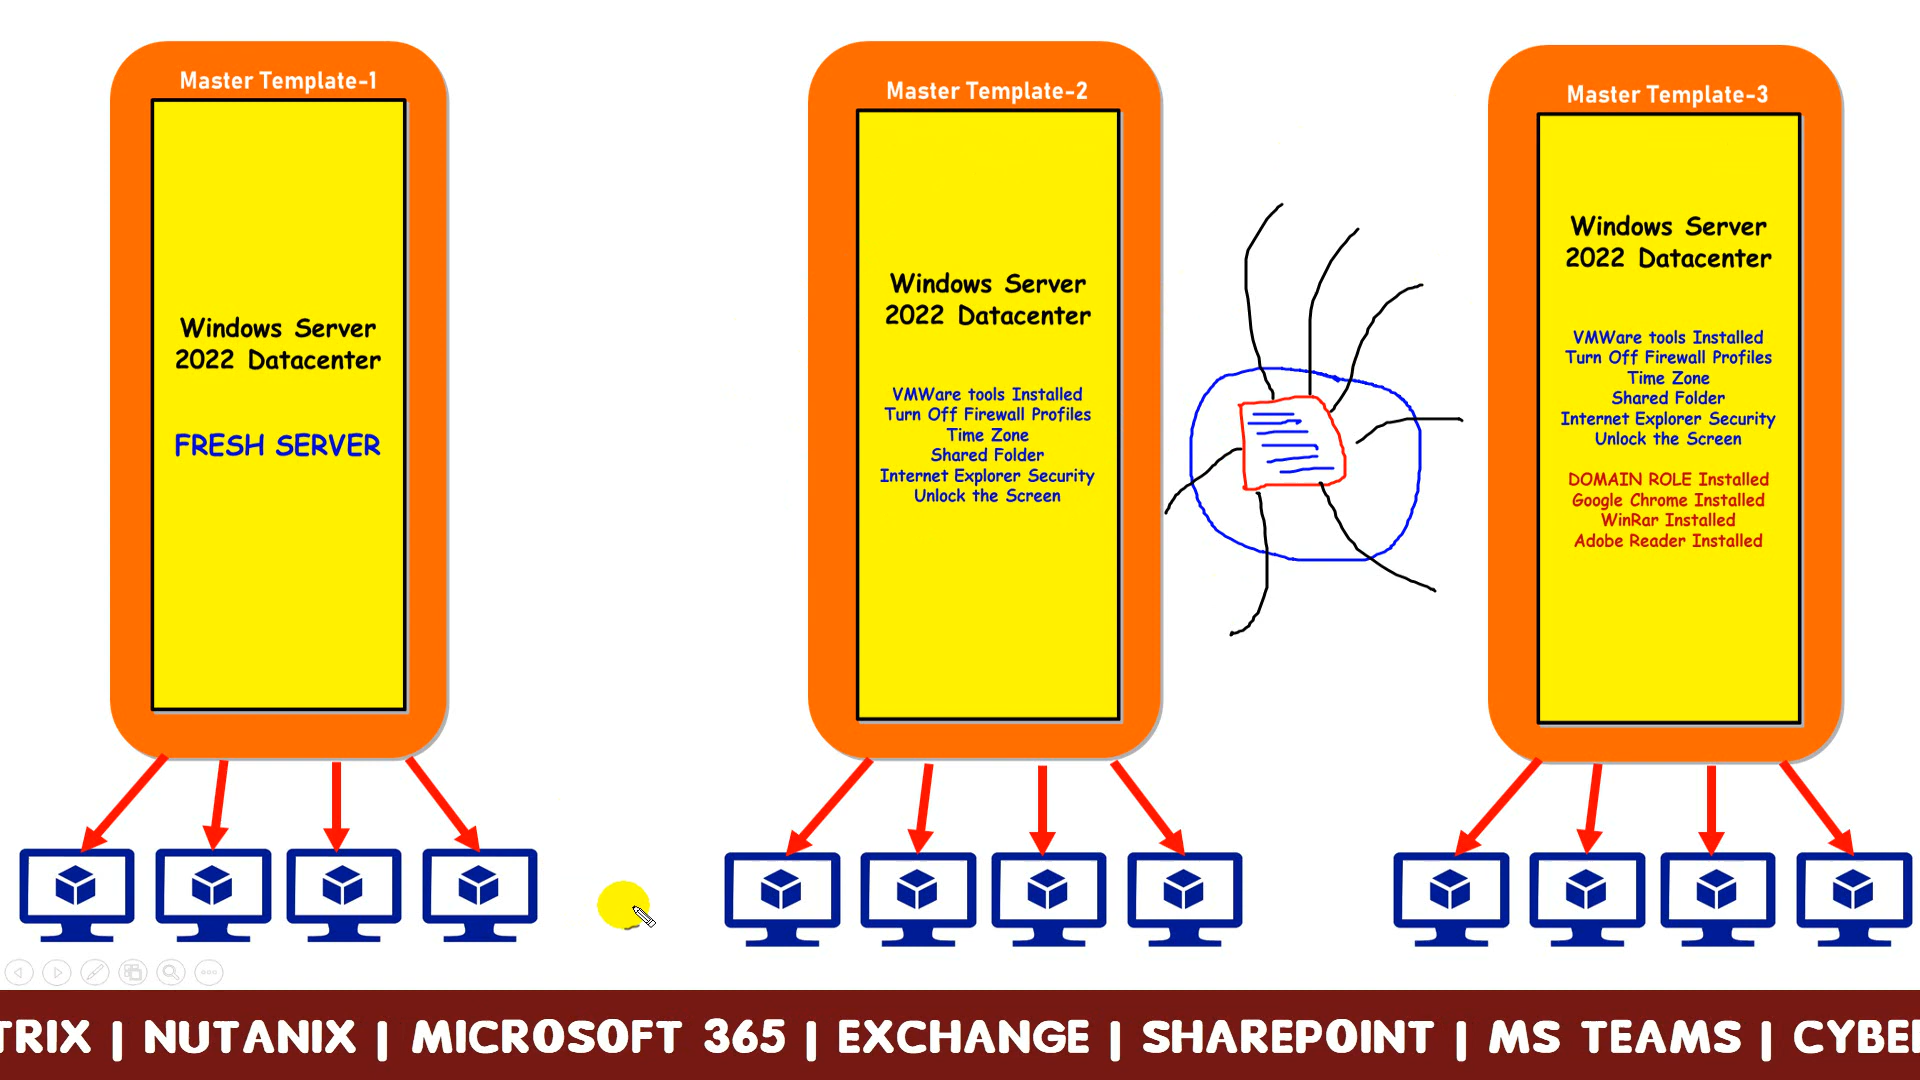 Master Template-1
Windows Server
2022 Datacenter
FRESH SERVER
Master Template-2
Windows Server
2022 Datacenter
VMWare tools Installed
Turn Off Firewall Profiles
Time Zone
Shared Folder
Internet Explorer Security
Unlock the Screen
Master Template-3
Windows Server
2022 Datacenter
VMWare tools Installed
Turn Off Firewall Profiles
Time Zone
Shared Folder
Internet Explorer Security
Unlock the Screen
DOMAIN ROLE Installed
Google Chrome Installed
WinRar Installed
Adobe Reader Installed
TRIX | NUTANIX | MICROSOFT 365 | EXCHANGE | SHAREPOINT | MS TEAMS | CYBE